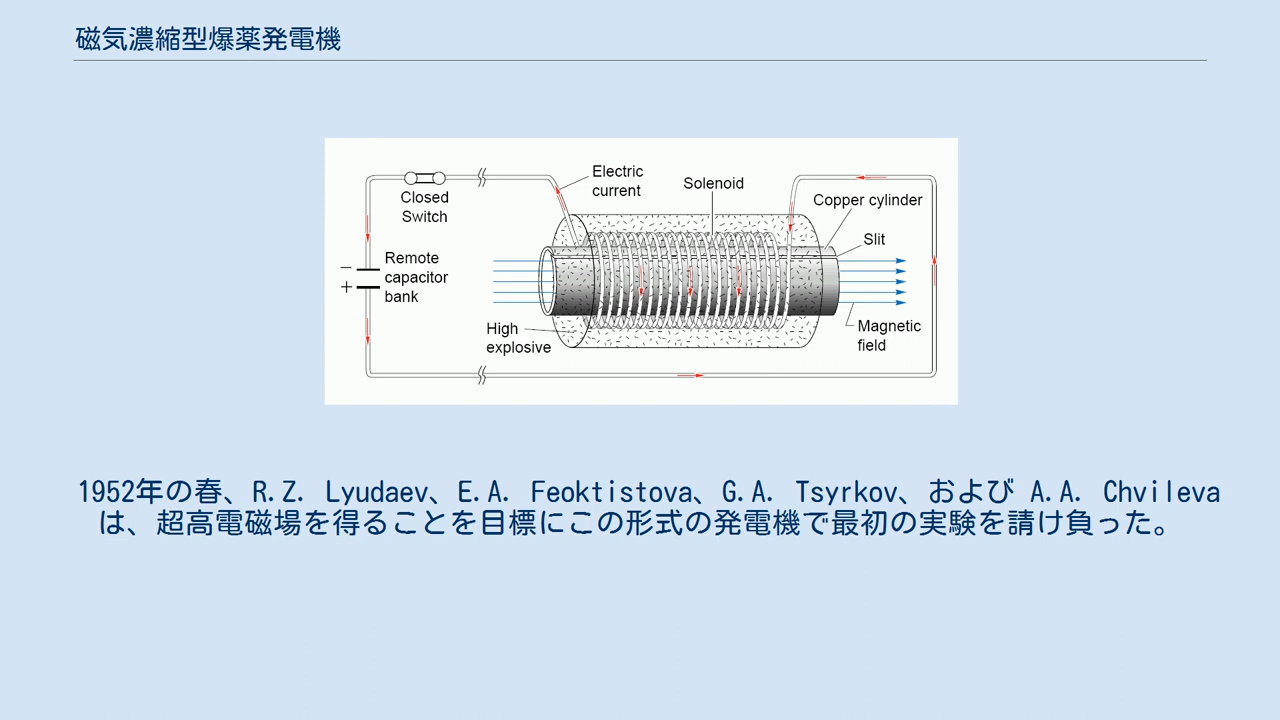 磁気濃縮型爆薬発電機
Electric
current
Solenoid
Copper cylinder
Closed
Switch
Slit
Remote
capacitor
bank
−
+
High
explosive
Magnetic
field
1952年の春、R.Z. Lyudaev、E.A. Feoktistova、G.A. Tsyrkov、および A.A. Chvileva
は、超高電磁場を得ることを目標にこの形式の発電機で最初の実験を請け負った。